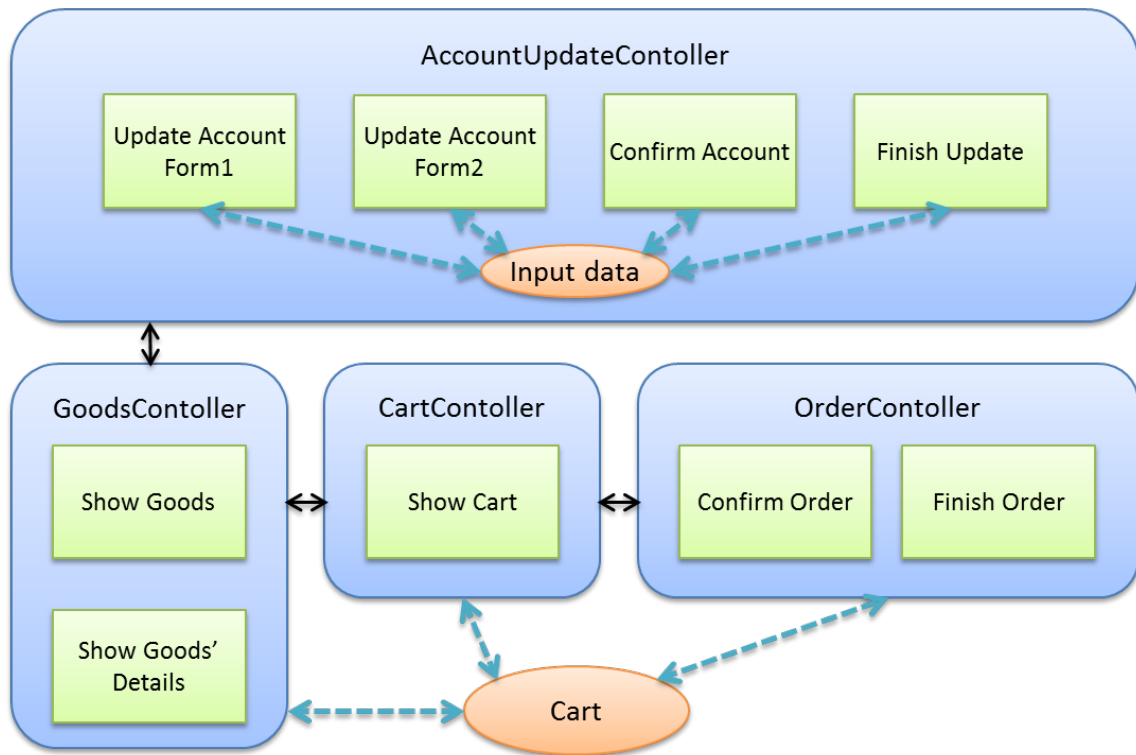 AccountUpdateContoller
Update Account
Form1
Update Account
Form2
Confirm Account
Finish Update
Input data
GoodsContoller
Show Goods
Show Goods’
Details
CartContoller
Show Cart
OrderContoller
Confirm Order
Finish Order
Cart